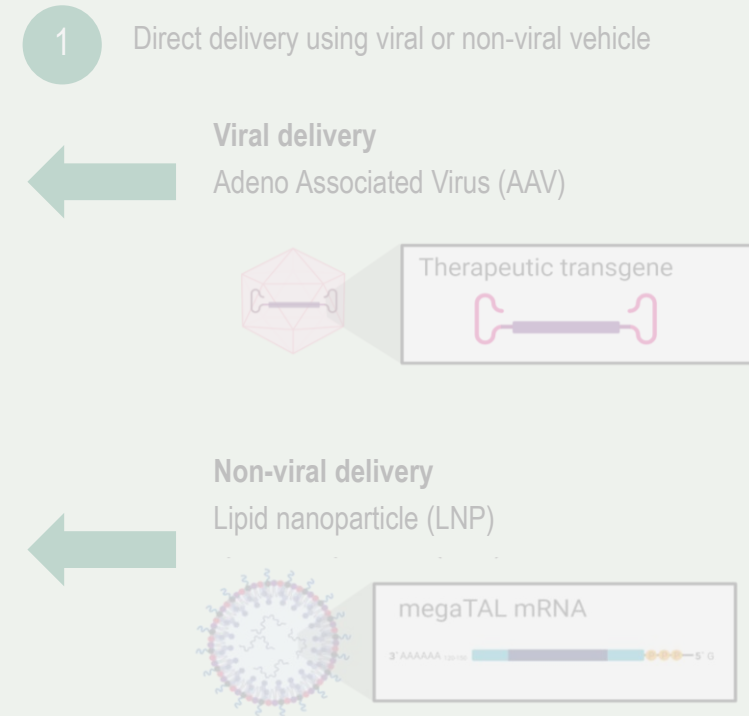 1
Direct delivery using viral or non-viral vehicle
Viral delivery
Adeno Associated Virus (AAV)
Therapeutic transgene
Non-viral delivery
Lipid nanoparticle (LNP)
megaTAL mRNA
3`AAAAAA
5` G